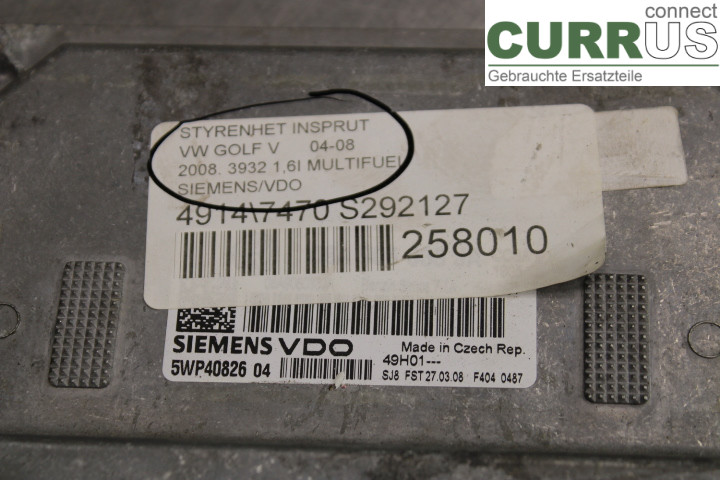 connect
CURRUS
Gebrauchte Ersatzteile
STYRENHET INSPRUT
VW GOLF V 04-08
2008. 3932 1,6I MULTIFUEL
SIEMENS/VDO
4914\7470 S292127
258010
SIEMENS VDO
Made in Czech Rep.
5WP40826 04
49H01---
SJ8 FST 27.03.08 F404 0487